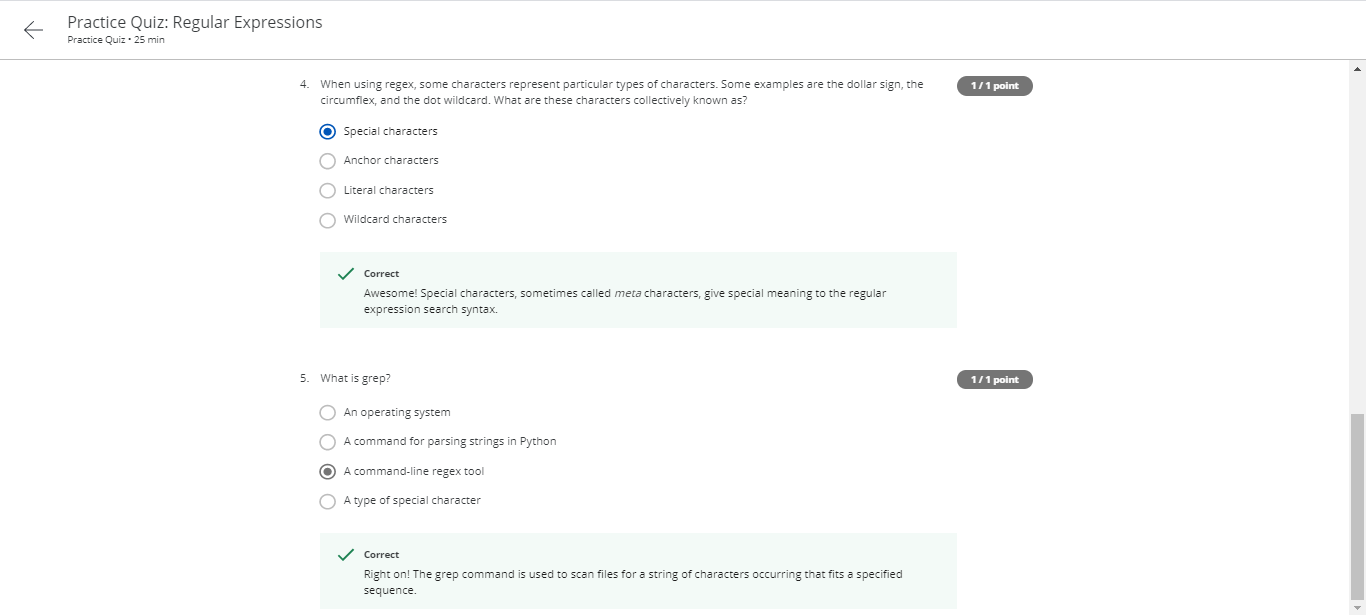 Practice Quiz: Regular Expressions
Practice Quiz • 25 min
4. When using regex, some characters represent particular types of characters. Some examples are the dollar sign, the
circumflex, and the dot wildcard. What are these characters collectively known as?
1 / 1 point
Special characters
Anchor characters
Literal characters
Wildcard characters
Correct
Awesome! Special characters, sometimes called meta characters, give special meaning to the regular
expression search syntax.
5. What is grep?
1 / 1 point
An operating system
A command for parsing strings in Python
A command-line regex tool
A type of special character
Correct
Right on! The grep command is used to scan files for a string of characters occurring that fits a specified
sequence.